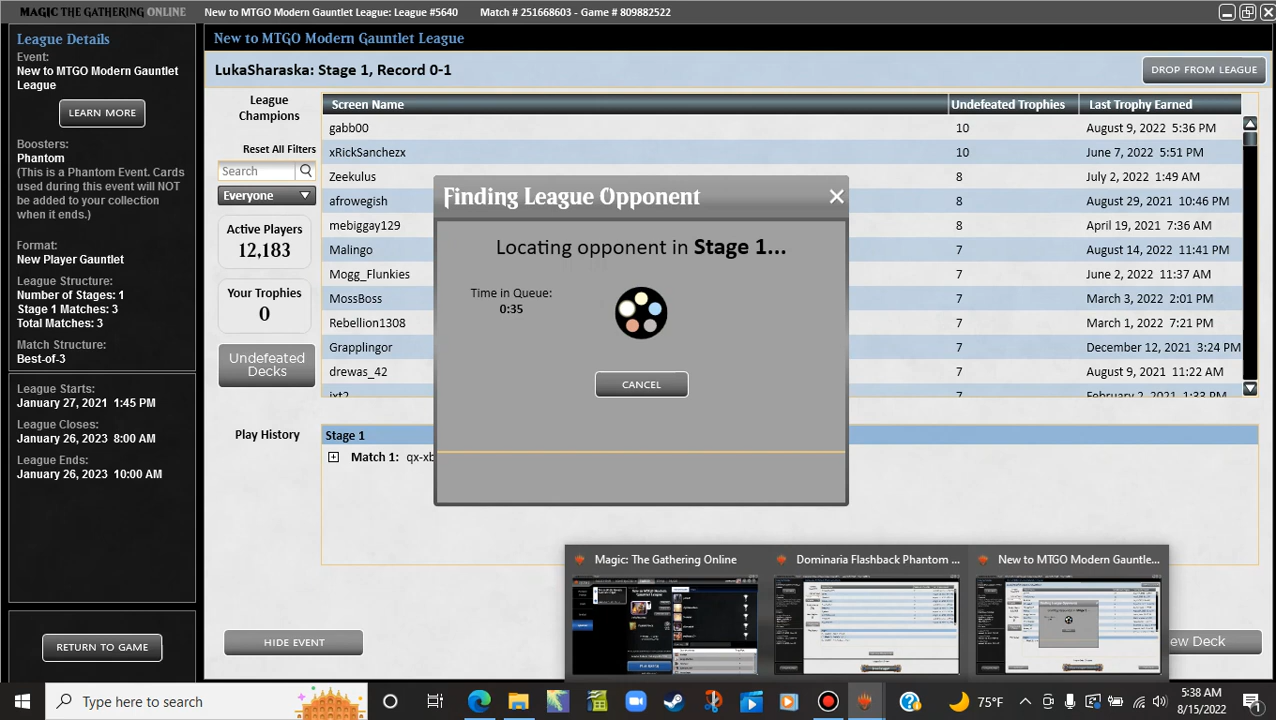 MAGIC THE GATHERING ONLINE New to MTGO Modern Gauntlet League: League #5640 Match # 251668603 - Game # 809882522
League Details
Event:
New to MTGO Modern Gauntlet
League
LEARN MORE
Boosters:
Phantom
(This is a Phantom Event. Cards
used during this event will NOT
be added to your collection
when it ends.)
Format:
New Player Gauntlet
League Structure:
Number of Stages: 1
Stage 1 Matches: 3
Total Matches: 3
Match Structure:
Best-of-3
League Starts:
January 27, 2021 1:45 PM
League Closes:
January 26, 2023 8:00 AM
League Ends:
January 26, 2023 10:00 AM
RETURN TO GAME
New to MTGO Modern Gauntlet League
LukaSharaska: Stage 1, Record 0-1
DROP FROM LEAGUE
League
Champions
Reset All Filters
Search
Everyone
Active Players
12,183
Your Trophies
0
Undefeated
Decks
Screen Name Undefeated Trophies Last Trophy Earned
gabb00 10 August 9, 2022 5:36 PM
xRickSanchezx 10 June 7, 2022 5:51 PM
Zeekulus 8 July 2, 2022 1:49 AM
afrowegish 8 August 29, 2021 10:46 PM
mebiggay129 8 April 19, 2021 7:36 AM
Malingo 7 August 14, 2022 11:41 PM
Mogg_Flunkies 7 June 2, 2022 11:37 AM
MossBoss 7 March 3, 2022 2:01 PM
Rebellion1308 7 March 1, 2022 7:21 PM
Grapplingor 7 December 12, 2021 3:24 PM
drewas_42 7 August 9, 2021 11:22 AM
Finding League Opponent
Locating opponent in Stage 1...
Time in Queue:
0:35
CANCEL
Play History
Stage 1
Match 1: qx-xb
HIDE EVENT
ew Deck
Magic: The Gathering Online
Dominaria Flashback Phantom ...
New to MTGO Modern Gauntle...
Type here to search
75°F
5:38 AM
8/15/2022
1